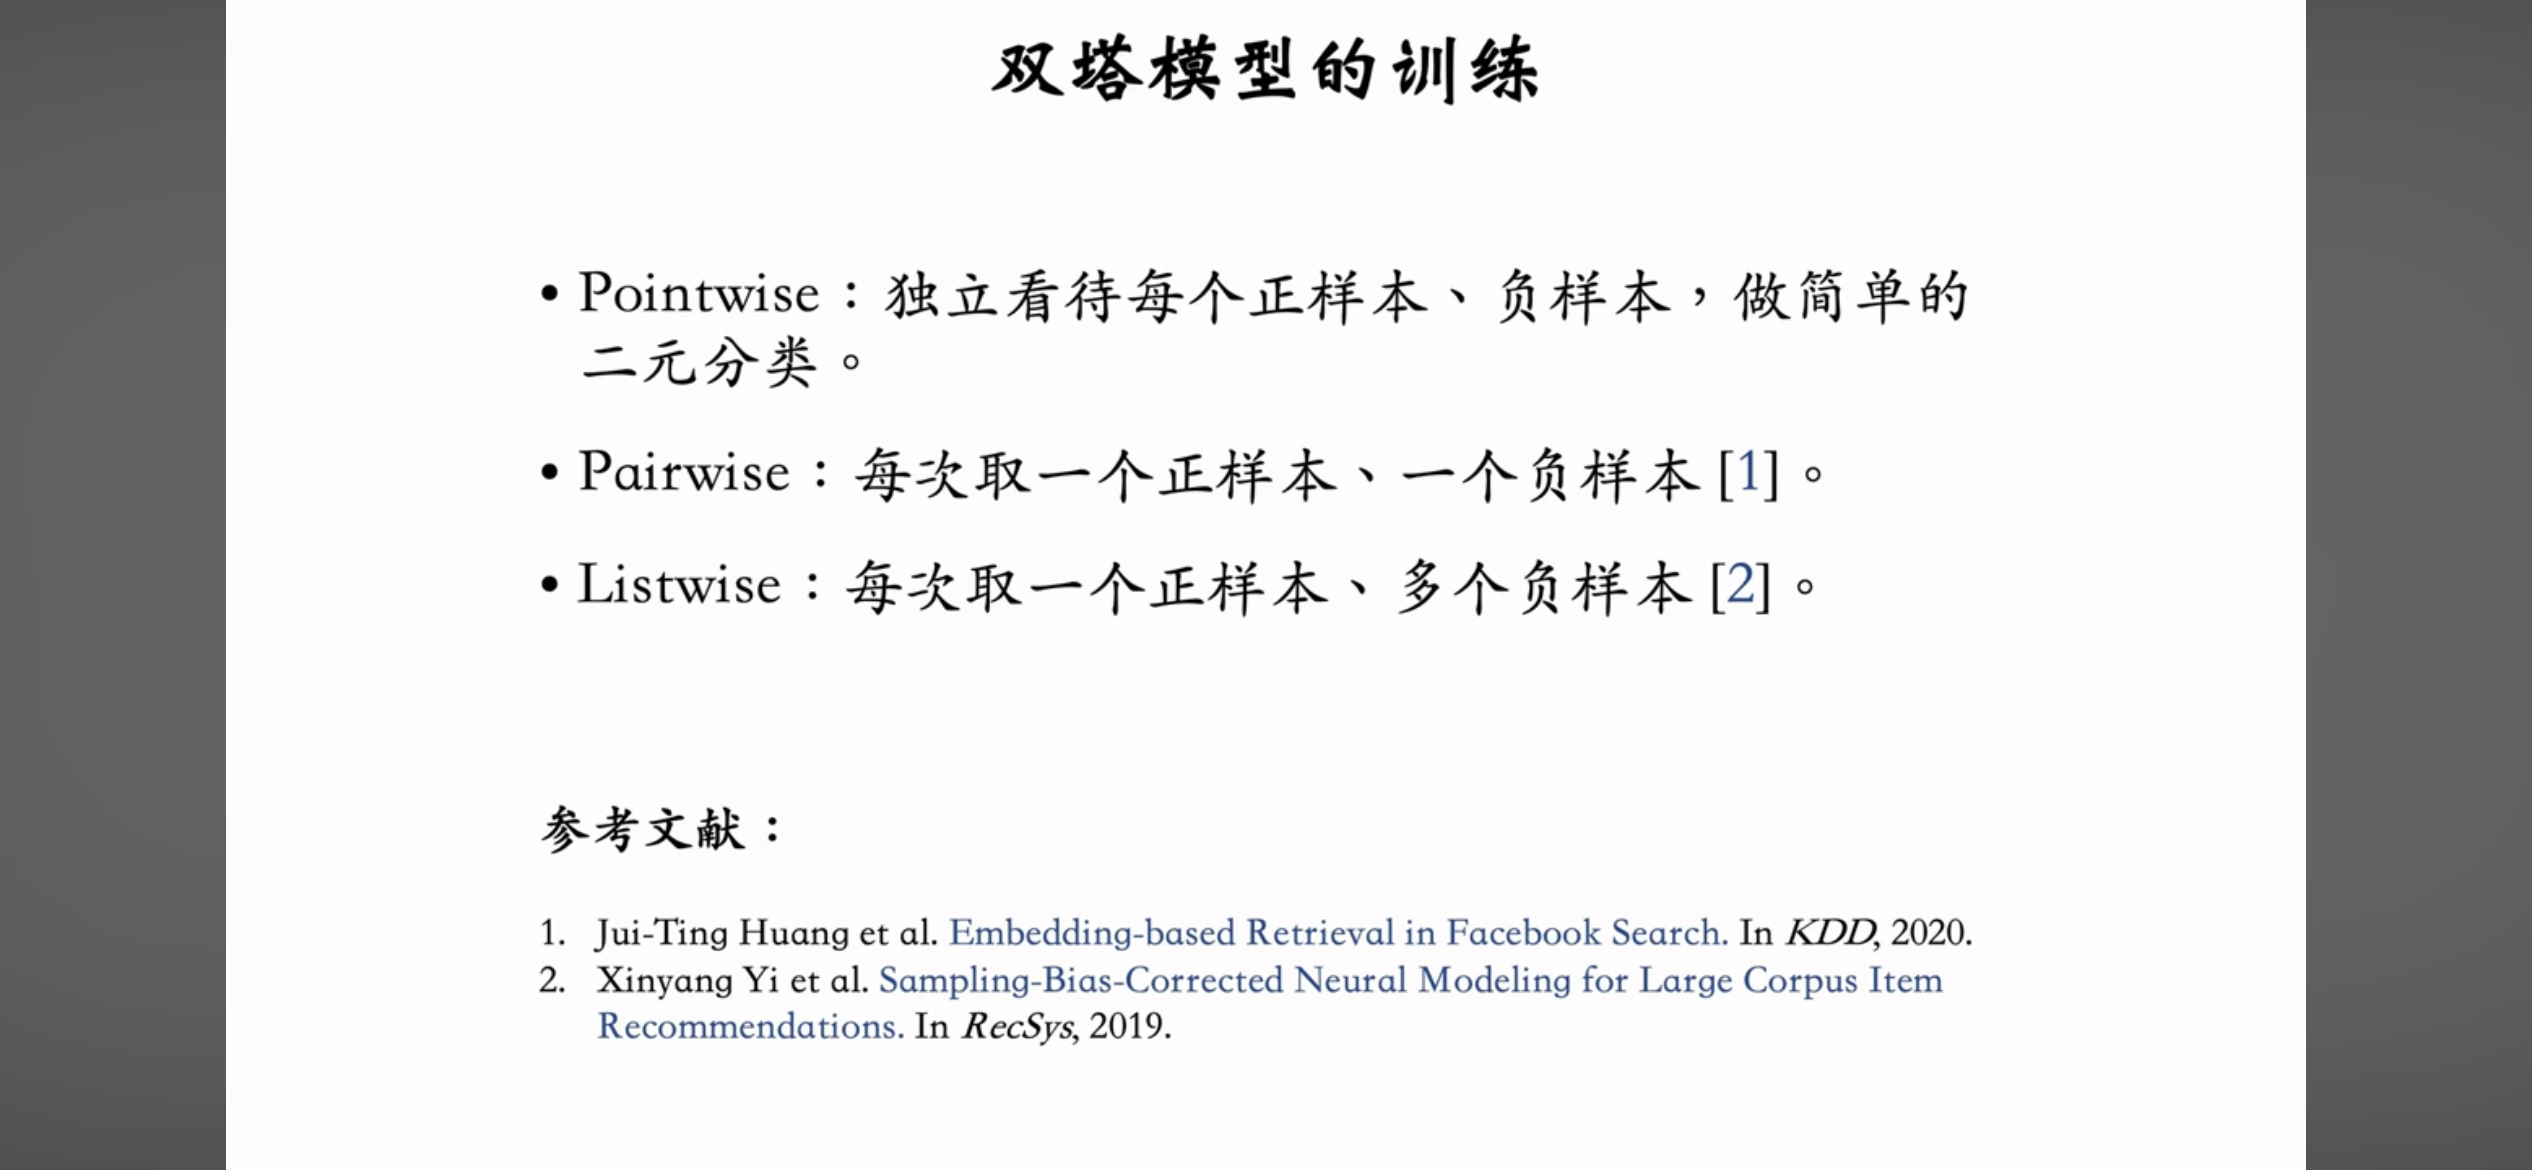 双塔模型的训练
• Pointwise：独立看待每个正样本、负样本，做简单的
二元分类。
• Pairwise：每次取一个正样本、一个负样本[1]。
• Listwise：每次取一个正样本、多个负样本[2]。
参考文献：
1. Jui-Ting Huang et al. Embedding-based Retrieval in Facebook Search. In KDD, 2020.
2. Xinyang Yi et al. Sampling-Bias-Corrected Neural Modeling for Large Corpus Item
Recommendations. In RecSys, 2019.